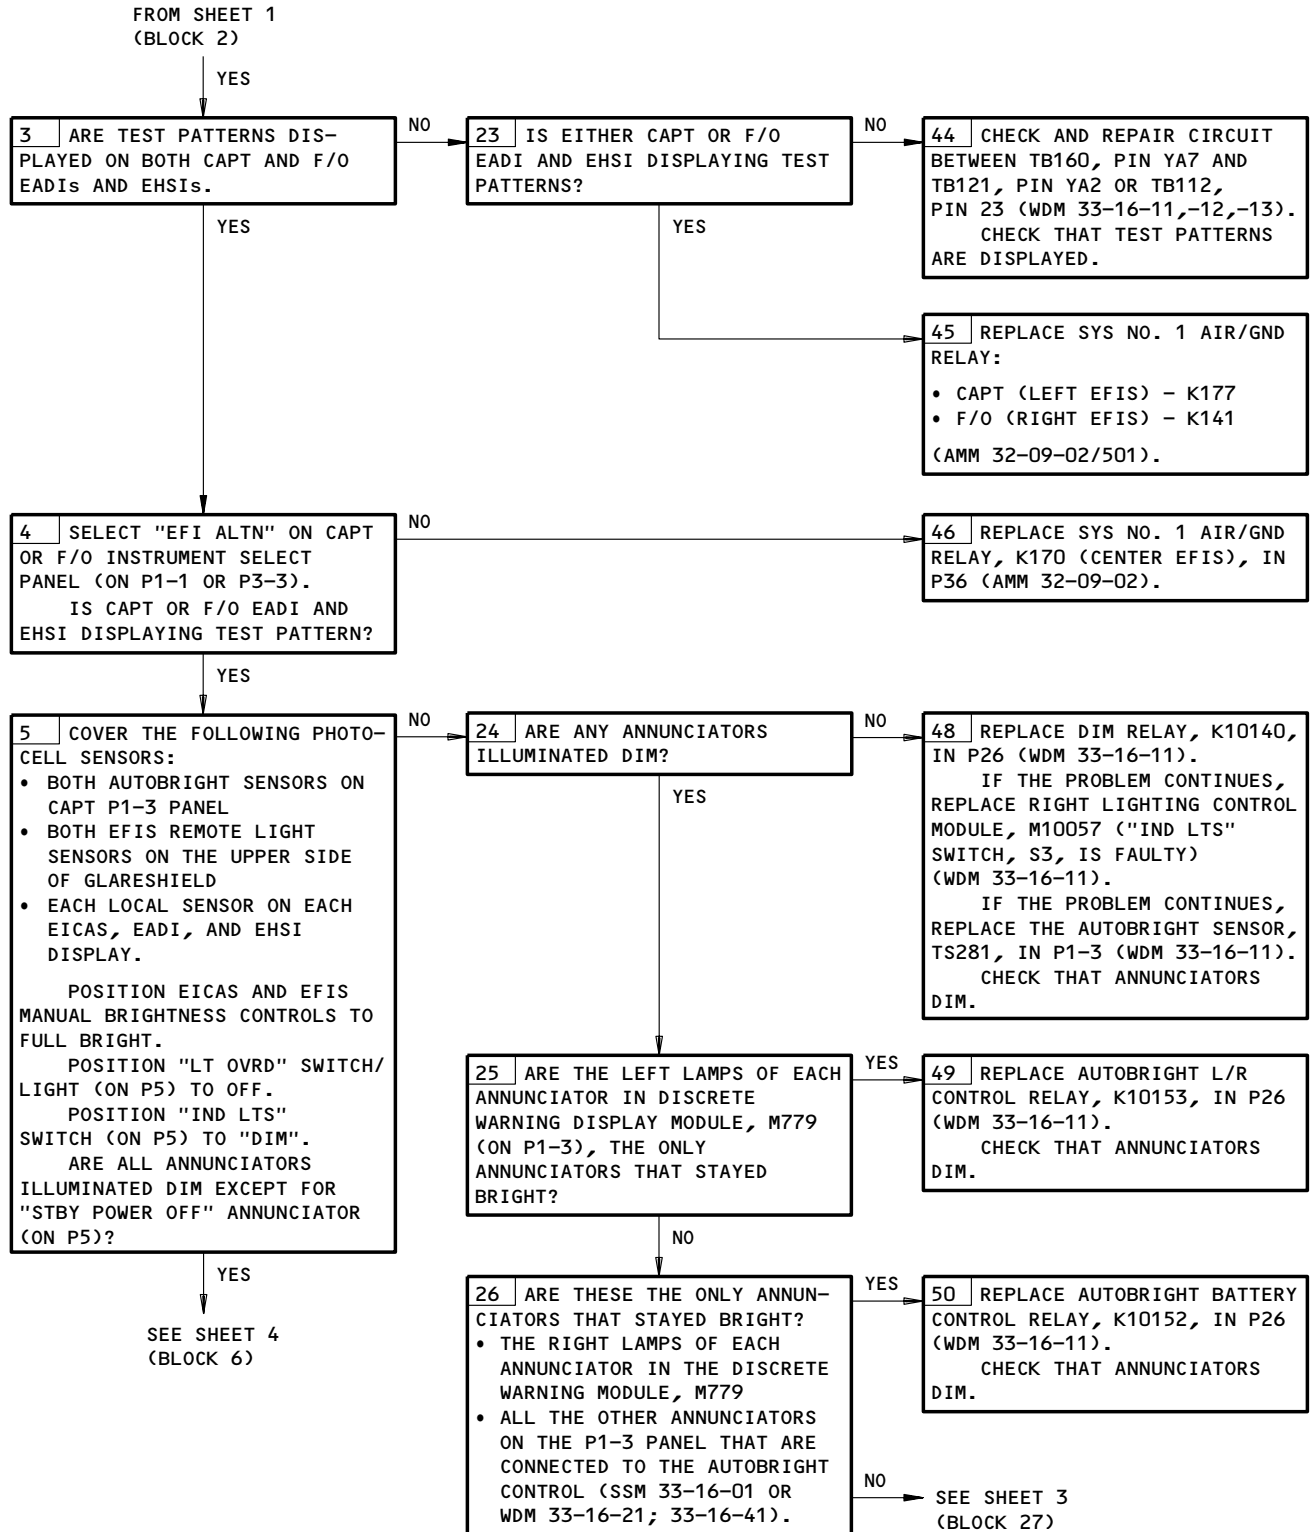 FROM SHEET 1
(BLOCK 2)
YES
3 ARE TEST PATTERNS DIS-
PLAYED ON BOTH CAPT AND F/O
EADIs AND EHSIs.
NO
23 IS EITHER CAPT OR F/O
EADI AND EHSI DISPLAYING TEST
PATTERNS?
NO
44 CHECK AND REPAIR CIRCUIT
BETWEEN TB160, PIN YA7 AND
TB121, PIN YA2 OR TB112,
PIN 23 (WDM 33-16-11,-12,-13).
CHECK THAT TEST PATTERNS
ARE DISPLAYED.
YES
YES
45 REPLACE SYS NO. 1 AIR/GND
RELAY:
• CAPT (LEFT EFIS) - K177
• F/O (RIGHT EFIS) - K141
(AMM 32-09-02/501).
4 SELECT "EFI ALTN" ON CAPT
OR F/O INSTRUMENT SELECT
PANEL (ON P1-1 OR P3-3).
IS CAPT OR F/O EADI AND
EHSI DISPLAYING TEST PATTERN?
NO
46 REPLACE SYS NO. 1 AIR/GND
RELAY, K170 (CENTER EFIS), IN
P36 (AMM 32-09-02).
YES
5 COVER THE FOLLOWING PHOTO-
CELL SENSORS:
• BOTH AUTOBRIGHT SENSORS ON
CAPT P1-3 PANEL
• BOTH EFIS REMOTE LIGHT
SENSORS ON THE UPPER SIDE
OF GLARESHIELD
• EACH LOCAL SENSOR ON EACH
EICAS, EADI, AND EHSI
DISPLAY.
POSITION EICAS AND EFIS
MANUAL BRIGHTNESS CONTROLS TO
FULL BRIGHT.
POSITION "LT OVRD" SWITCH/
LIGHT (ON P5) TO OFF.
POSITION "IND LTS"
SWITCH (ON P5) TO "DIM".
ARE ALL ANNUNCIATORS
ILLUMINATED DIM EXCEPT FOR
"STBY POWER OFF" ANNUNCIATOR
(ON P5)?
NO
24 ARE ANY ANNUNCIATORS
ILLUMINATED DIM?
NO
48 REPLACE DIM RELAY, K10140,
IN P26 (WDM 33-16-11).
IF THE PROBLEM CONTINUES,
REPLACE RIGHT LIGHTING CONTROL
MODULE, M10057 ("IND LTS"
SWITCH, S3, IS FAULTY)
(WDM 33-16-11).
IF THE PROBLEM CONTINUES,
REPLACE THE AUTOBRIGHT SENSOR,
TS281, IN P1-3 (WDM 33-16-11).
CHECK THAT ANNUNCIATORS
DIM.
YES
25 ARE THE LEFT LAMPS OF EACH
ANNUNCIATOR IN DISCRETE
WARNING DISPLAY MODULE, M779
(ON P1-3), THE ONLY
ANNUNCIATORS THAT STAYED
BRIGHT?
YES
49 REPLACE AUTOBRIGHT L/R
CONTROL RELAY, K10153, IN P26
(WDM 33-16-11).
CHECK THAT ANNUNCIATORS
DIM.
NO
YES
SEE SHEET 4
(BLOCK 6)
26 ARE THESE THE ONLY ANNUN-
CIATORS THAT STAYED BRIGHT?
• THE RIGHT LAMPS OF EACH
ANNUNCIATOR IN THE DISCRETE
WARNING MODULE, M779
• ALL THE OTHER ANNUNCIATORS
ON THE P1-3 PANEL THAT ARE
CONNECTED TO THE AUTOBRIGHT
CONTROL (SSM 33-16-01 OR
WDM 33-16-21; 33-16-41).
YES
50 REPLACE AUTOBRIGHT BATTERY
CONTROL RELAY, K10152, IN P26
(WDM 33-16-11).
CHECK THAT ANNUNCIATORS
DIM.
NO
SEE SHEET 3
(BLOCK 27)